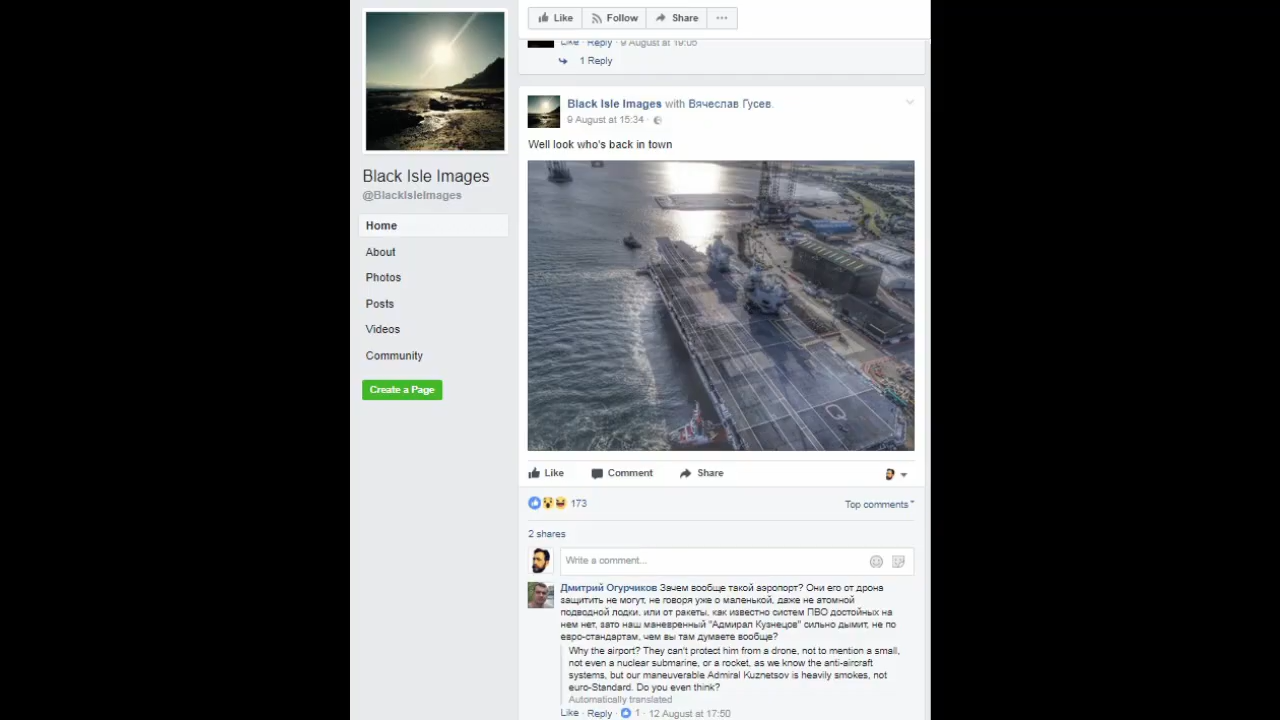 Like Follow Share ...
Like · Reply · 9 August at 19:05
1 Reply
Black Isle Images with Вячеслав Гусев.
9 August at 15:34 ·
Well look who's back in town
Black Isle Images
@BlackIsleImages
Home
About
Photos
Posts
Videos
Community
Create a Page
Like Comment Share
173
Top comments
2 shares
Write a comment...
Дмитрий Огурчиков Зачем вообще такой аэропорт? Они его от дрона
защитить не могут, не говоря уже о маленькой, даже не атомной
подводной лодки, или от ракеты, как известно систем ПВО достойных на
нем нет, зато наш маневренный "Адмирал Кузнецов" сильно дымит, не по
евро-стандартам, чем вы там думаете вообще?
Why the airport? They can't protect him from a drone, not to mention a small,
not even a nuclear submarine, or a rocket, as we know the anti-aircraft
systems, but our maneuverable Admiral Kuznetsov is heavily smokes, not
euro-Standard. Do you even think?
Automatically translated
Like · Reply · 1 · 12 August at 17:50